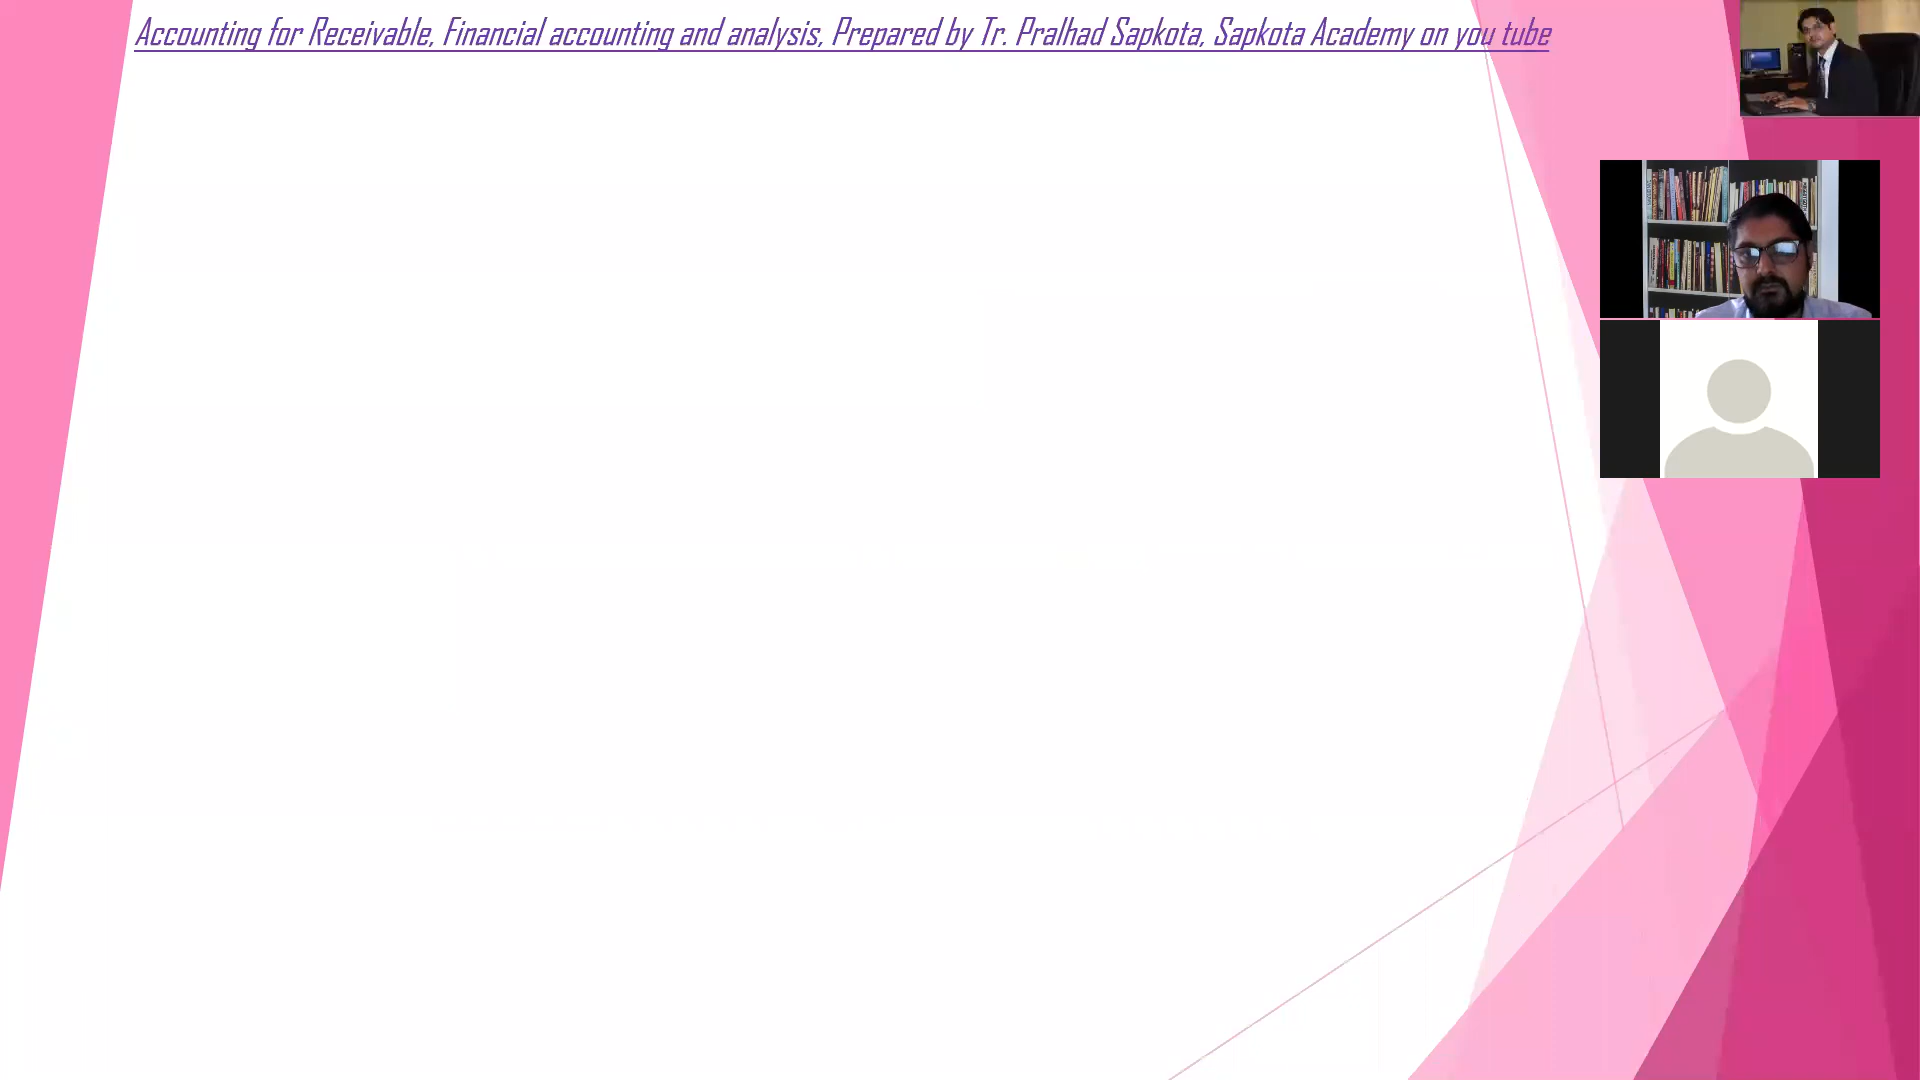 Accounting for Receivable, Financial accounting and analysis, Prepared by Tr. Pralhad Sapkota, Sapkota Academy on you tube